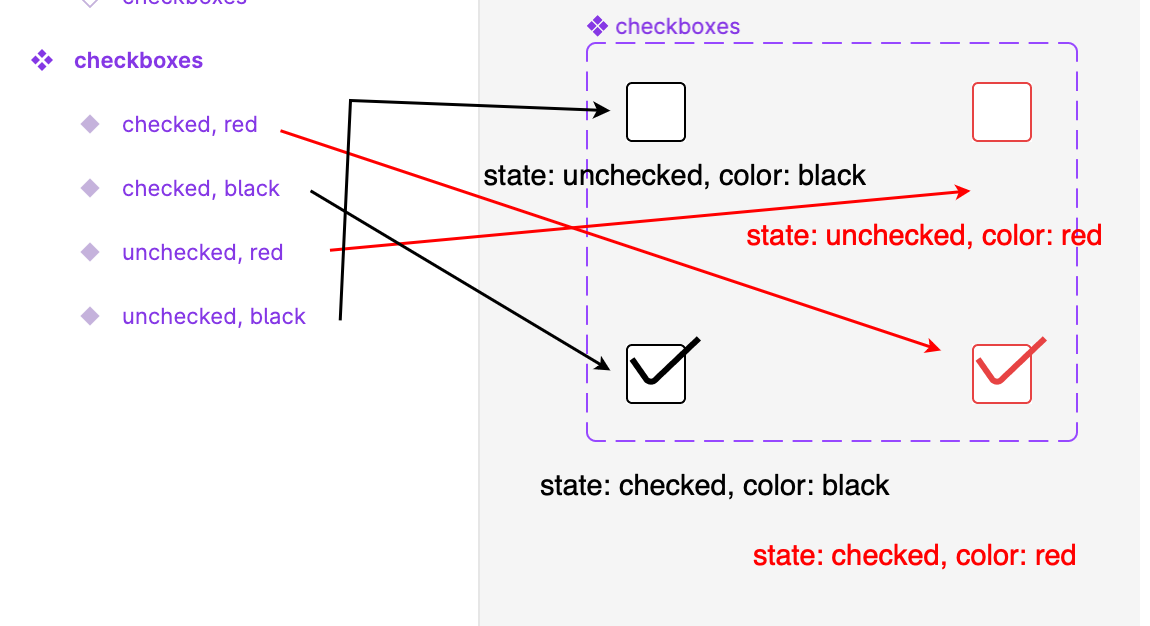 checkboxes
checkboxes
checkboxes
checked, red
checked, black
state: unchecked, color: black
unchecked, red
state: unchecked, color: red
unchecked, black
state: checked, color: black
state: checked, color: red